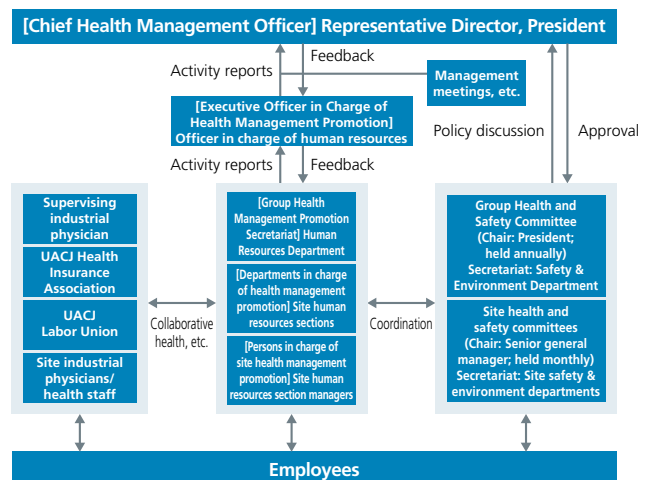 [Chief Health Management Officer] Representative Director, President
Feedback
Activity reports
Management
meetings, etc.
[Executive Officer in Charge of
Health Management Promotion]
Officer in charge of human resources
Policy discussion
Approval
Activity reports
Feedback
Supervising
industrial
physician
UACJ Health
Insurance
Association
UACJ
Labor Union
Site industrial
physicians/
health staff
Collaborative
health, etc.
[Group Health
Management Promotion
Secretariat] Human
Resources Department
[Departments in charge
of health management
promotion] Site human
resources sections
[Persons in charge of
site health management
promotion] Site human
resources section managers
Coordination
Group Health and
Safety Committee
(Chair: President;
held annually)
Secretariat: Safety &
Environment Department
Site health and
safety committees
(Chair: Senior general
manager; held monthly)
Secretariat: Site safety &
environment departments
Employees